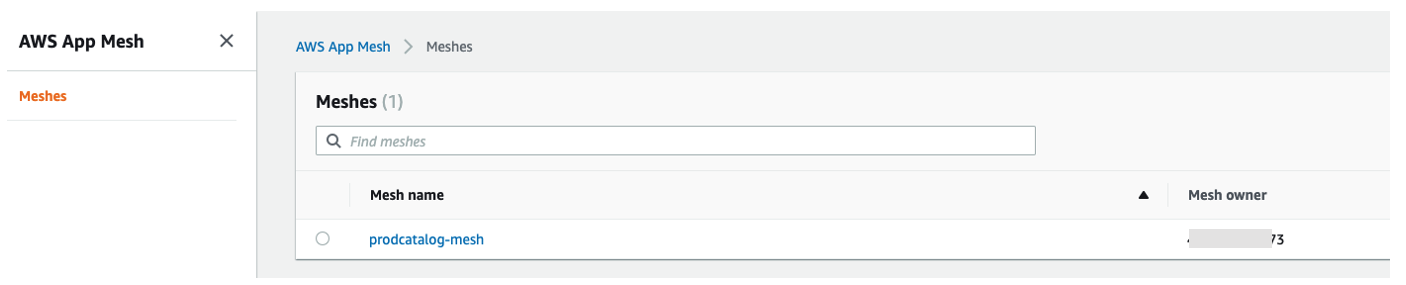 AWS App Mesh
Meshes
AWS App Mesh > Meshes
Meshes (1)
Find meshes
Mesh name
Mesh owner
prodcatalog-mesh
73